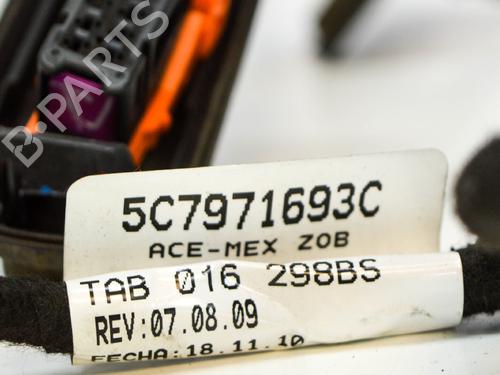 B-PARTS
5C7971693C
ACE-MEX ZOB
TAB 016 298BS
REV:07.08.09
FECHA:18.11.10